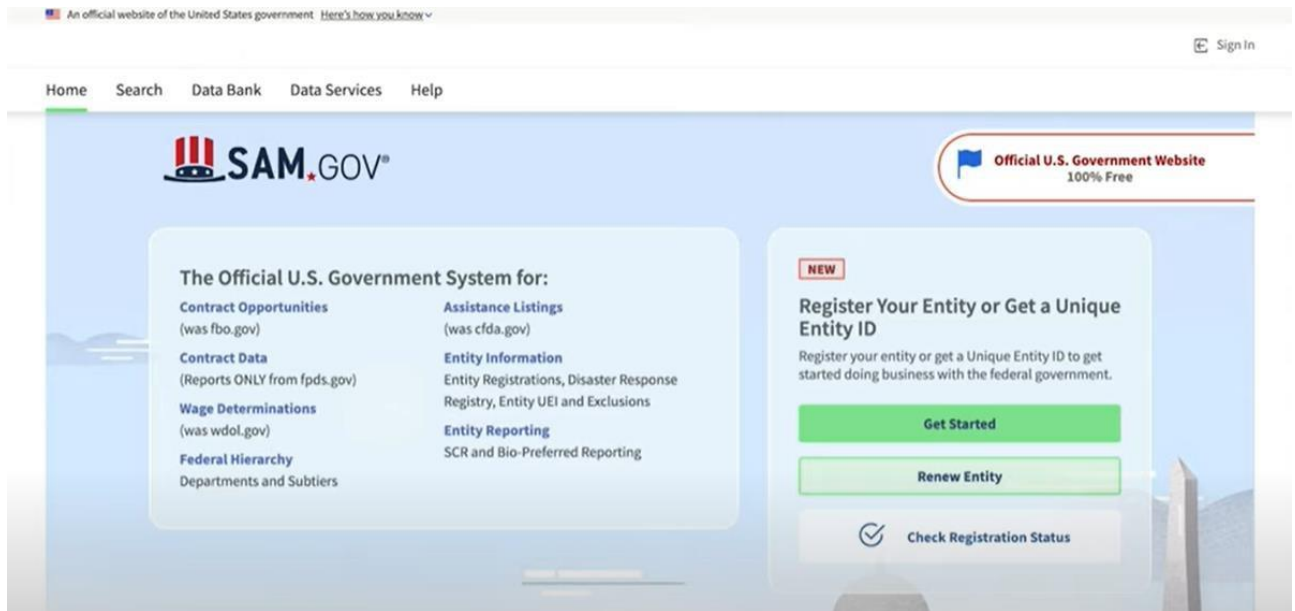 An official website of the United States government Here's how you know
Sign In
Home Search Data Bank Data Services Help
SAM.GOV®
Official U.S. Government Website
100% Free
The Official U.S. Government System for:
Contract Opportunities
(was fbo.gov)
Contract Data
(Reports ONLY from fpds.gov)
Wage Determinations
(was wdol.gov)
Federal Hierarchy
Departments and Subtiers
Assistance Listings
(was cfda.gov)
Entity Information
Entity Registrations, Disaster Response
Registry, Entity UEI and Exclusions
Entity Reporting
SCR and Bio-Preferred Reporting
NEW
Register Your Entity or Get a Unique
Entity ID
Register your entity or get a Unique Entity ID to get
started doing business with the federal government.
Get Started
Renew Entity
Check Registration Status